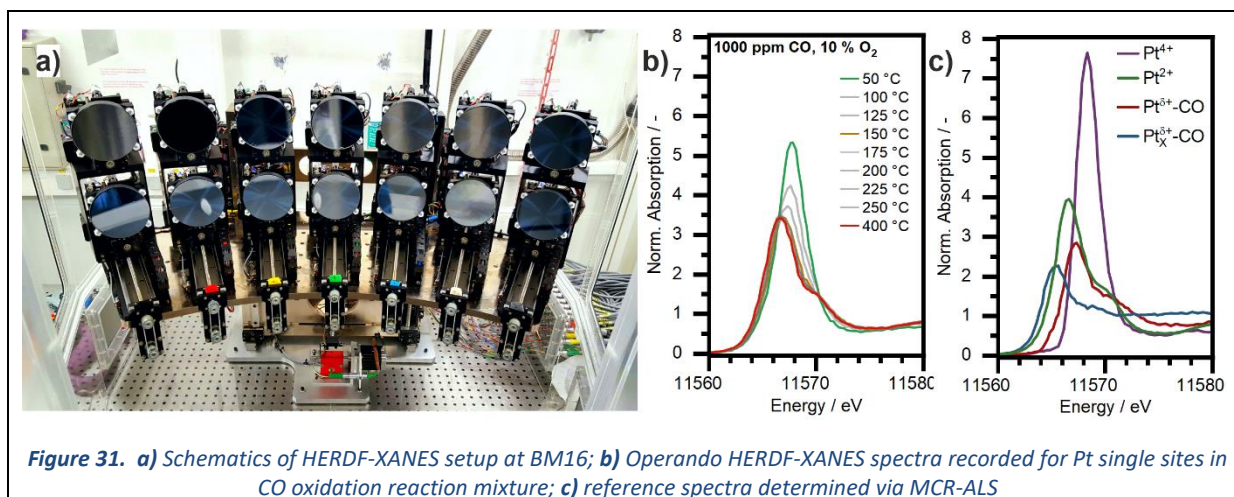 a)
b)
1000 ppm CO, 10 % O₂
50 °C
100 °C
125 °C
150 °C
175 °C
200 °C
225 °C
250 °C
400 °C
Norm. Absorption / -
8
7
6
5
4
3
2
1
0
11560
11570
11580
Energy / eV
c)
Pt⁴⁺
Pt²⁺
Ptᵟ⁺-CO
Ptₓᵟ⁺-CO
Norm. Absorption / -
8
7
6
5
4
3
2
1
0
11560
11570
11580
Energy / eV
Figure 31. a) Schematics of HERDF-XANES setup at BM16; b) Operando HERDF-XANES spectra recorded for Pt single sites in
CO oxidation reaction mixture; c) reference spectra determined via MCR-ALS